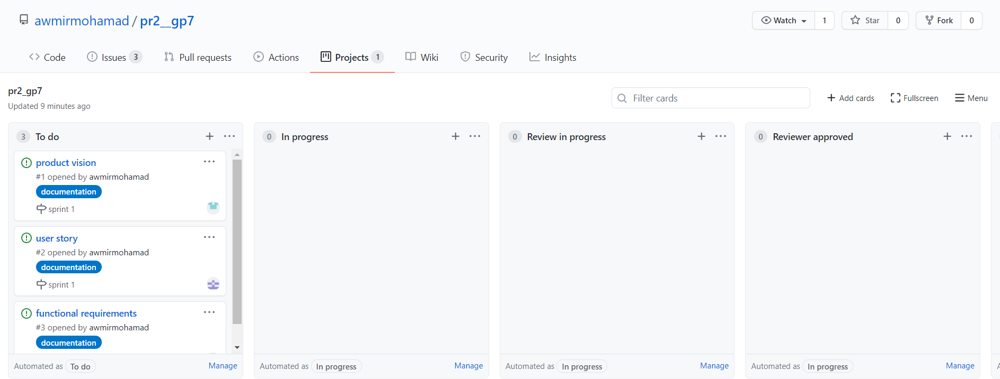 awmirmohamad / pr2__gp7
Watch 1 Star 0 Fork 0
Code Issues 3 Pull requests Actions Projects 1 Wiki Security Insights
pr2_gp7
Updated 9 minutes ago
Filter cards
Add cards Fullscreen Menu
3 To do
product vision
#1 opened by awmirmohamad
documentation
sprint 1
user story
#2 opened by awmirmohamad
documentation
sprint 1
functional requirements
#3 opened by awmirmohamad
documentation
Automated as To do Manage
0 In progress
Automated as In progress Manage
0 Review in progress
Automated as In progress Manage
0 Reviewer approved
Automated as In progress Manage